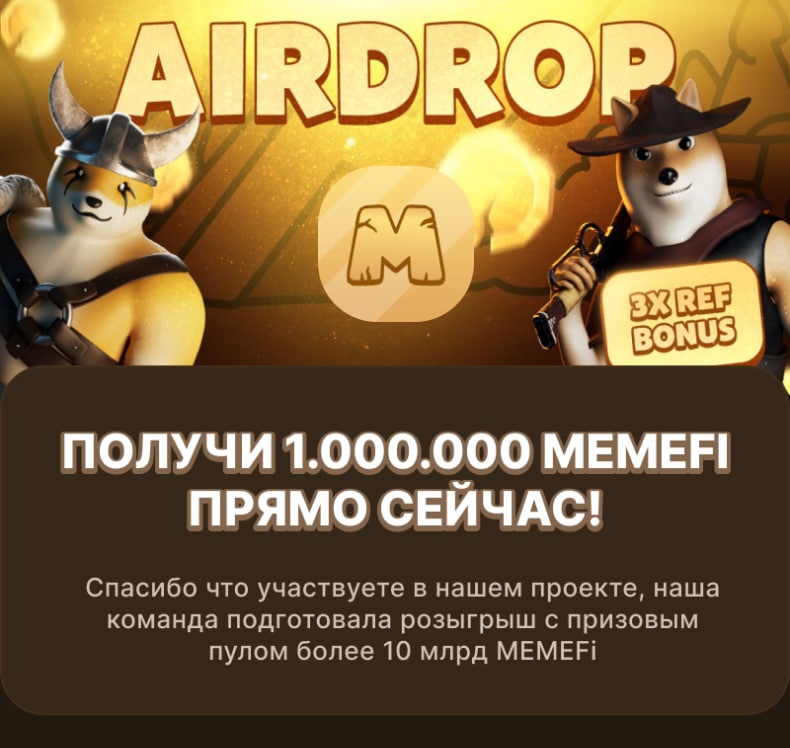 AIRDROP
M
3X REF
BONUS
ПОЛУЧИ 1.000.000 MEMEFI
ПРЯМО СЕЙЧАС!
Спасибо что участвуете в нашем проекте, наша
команда подготовала розыгрыш с призовым
пулом более 10 млрд MEMEFi